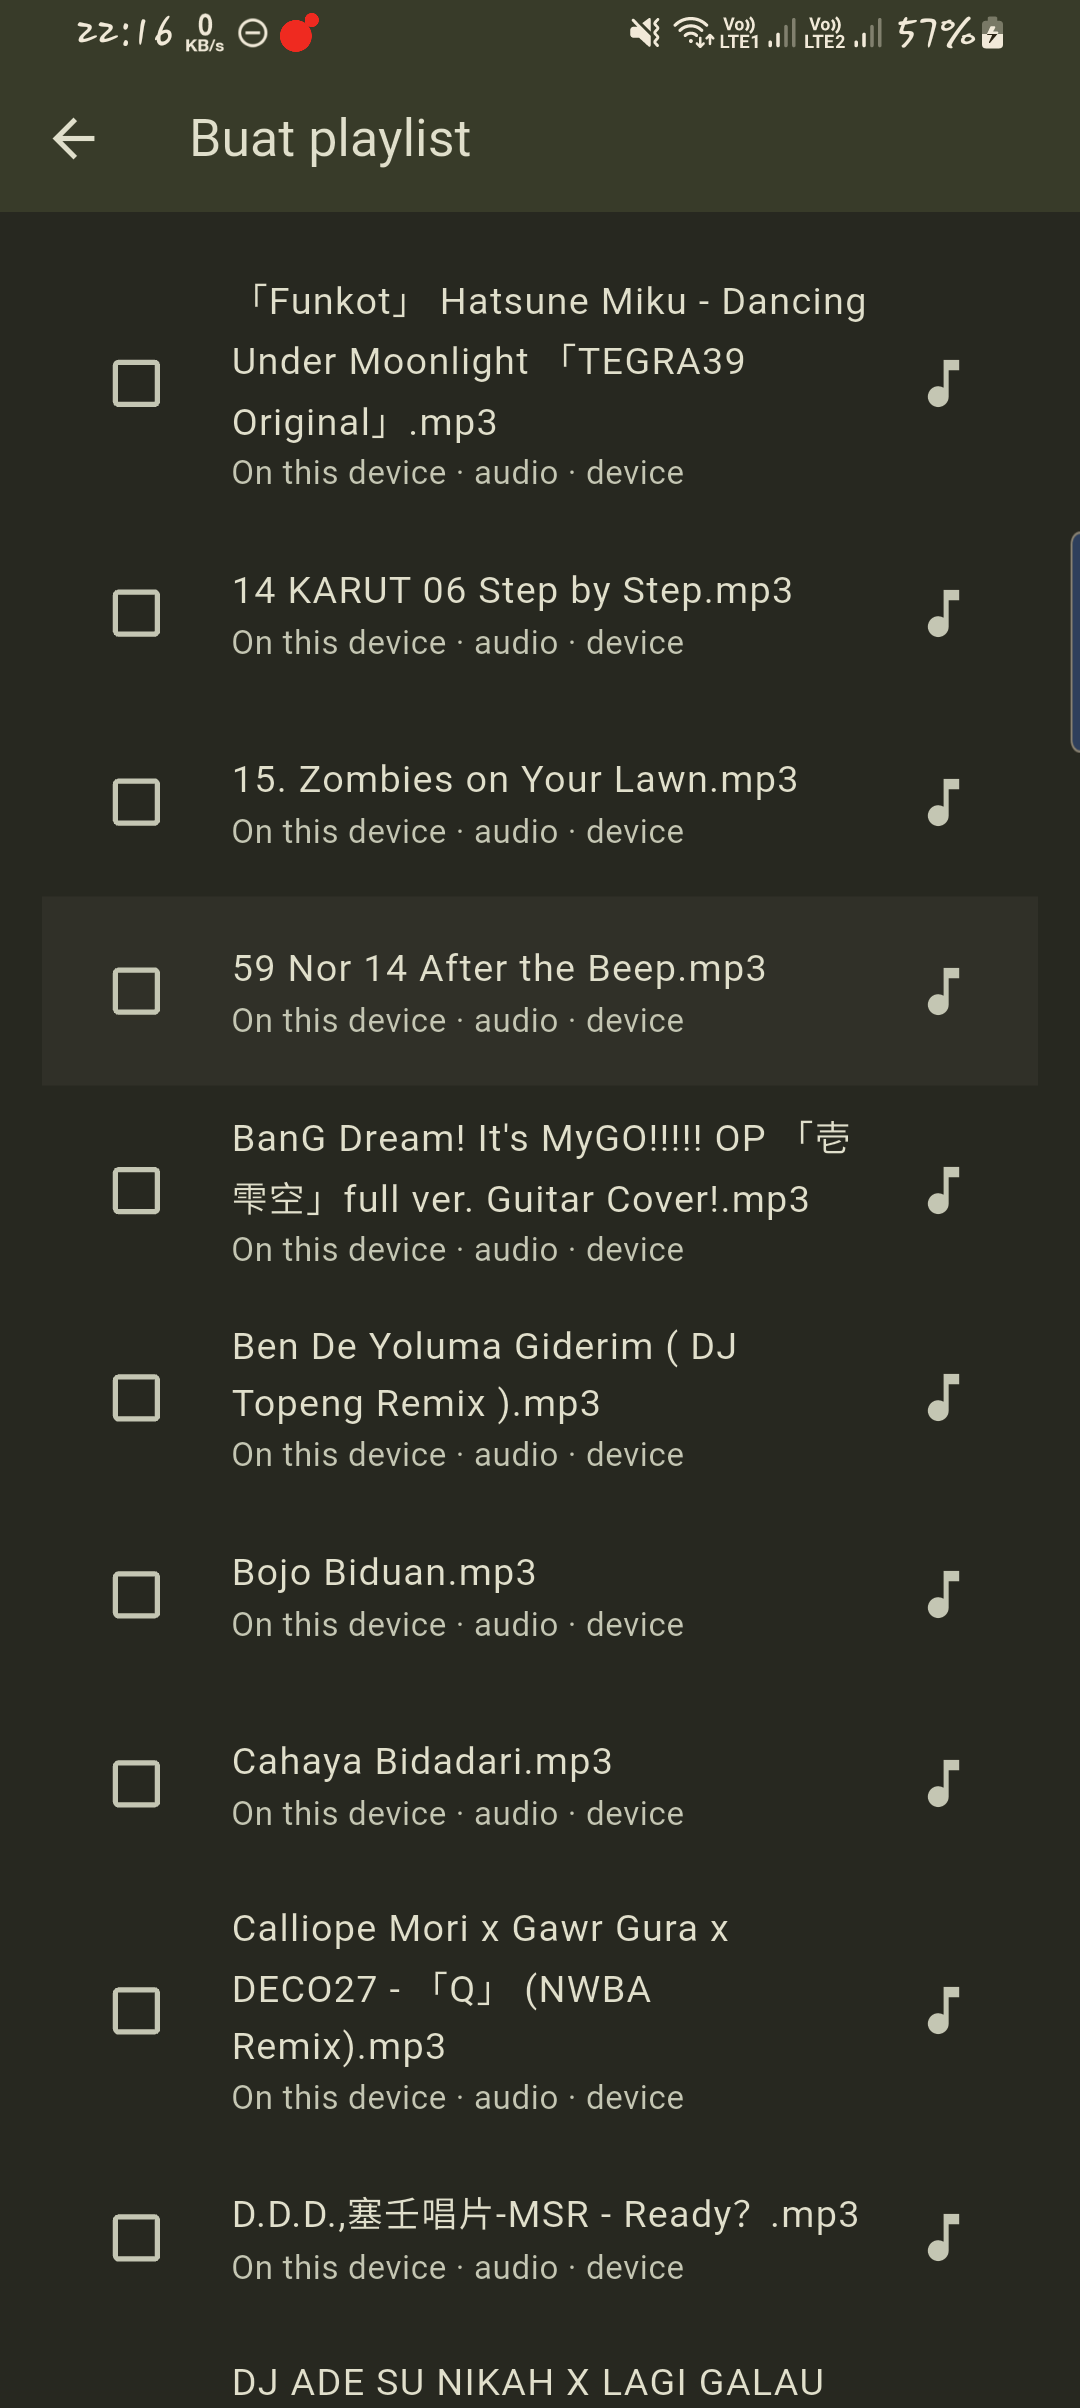 22:16 0 KB/s Vo)) LTE1 Vo)) LTE2 57%
Buat playlist
「Funkot」 Hatsune Miku - Dancing
Under Moonlight 「TEGRA39
Original」.mp3
On this device · audio · device
14 KARUT 06 Step by Step.mp3
On this device · audio · device
15. Zombies on Your Lawn.mp3
On this device · audio · device
59 Nor 14 After the Beep.mp3
On this device · audio · device
BanG Dream! It's MyGO!!!!! OP 「壱
雫空」full ver. Guitar Cover!.mp3
On this device · audio · device
Ben De Yoluma Giderim ( DJ
Topeng Remix ).mp3
On this device · audio · device
Bojo Biduan.mp3
On this device · audio · device
Cahaya Bidadari.mp3
On this device · audio · device
Calliope Mori x Gawr Gura x
DECO27 - 「Q」 (NWBA
Remix).mp3
On this device · audio · device
D.D.D.,塞壬唱片-MSR - Ready？.mp3
On this device · audio · device
DJ ADE SU NIKAH X LAGI GALAU